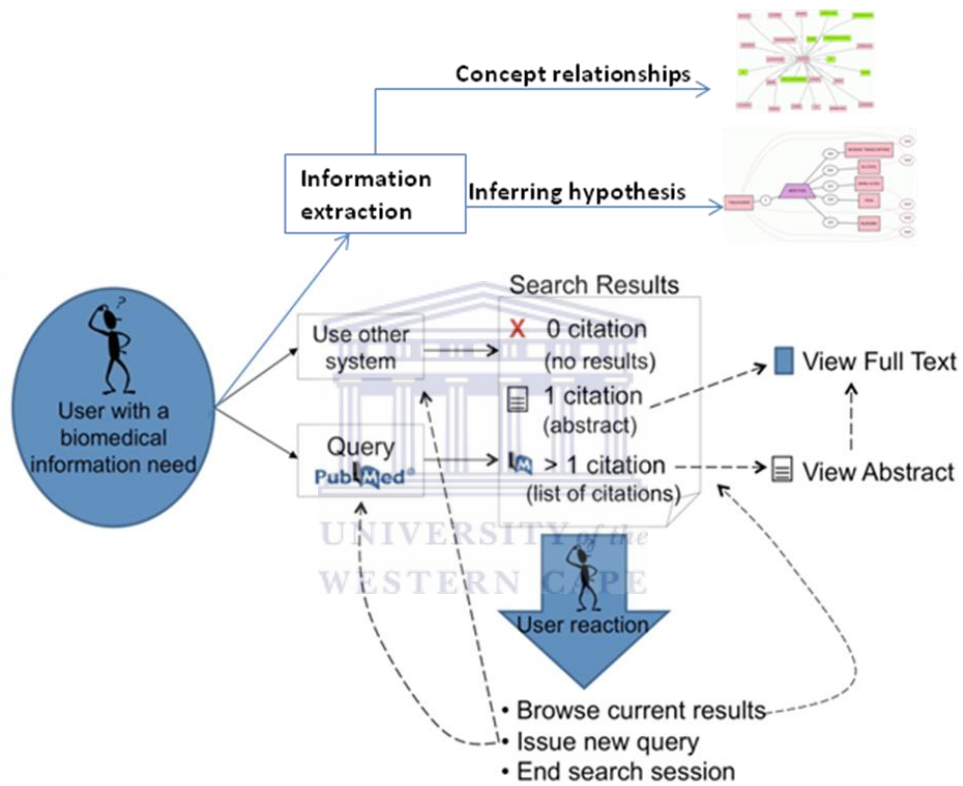 Concept relationships
Information
extraction
Inferring hypothesis
Search Results
?
User with a
biomedical
information need
Use other
system
Query
PubMed®
X 0 citation
(no results)
1 citation
(abstract)
> 1 citation
(list of citations)
View Full Text
View Abstract
UNIVERSITY of the
WESTERN CAPE
User reaction
• Browse current results
• Issue new query
• End search session